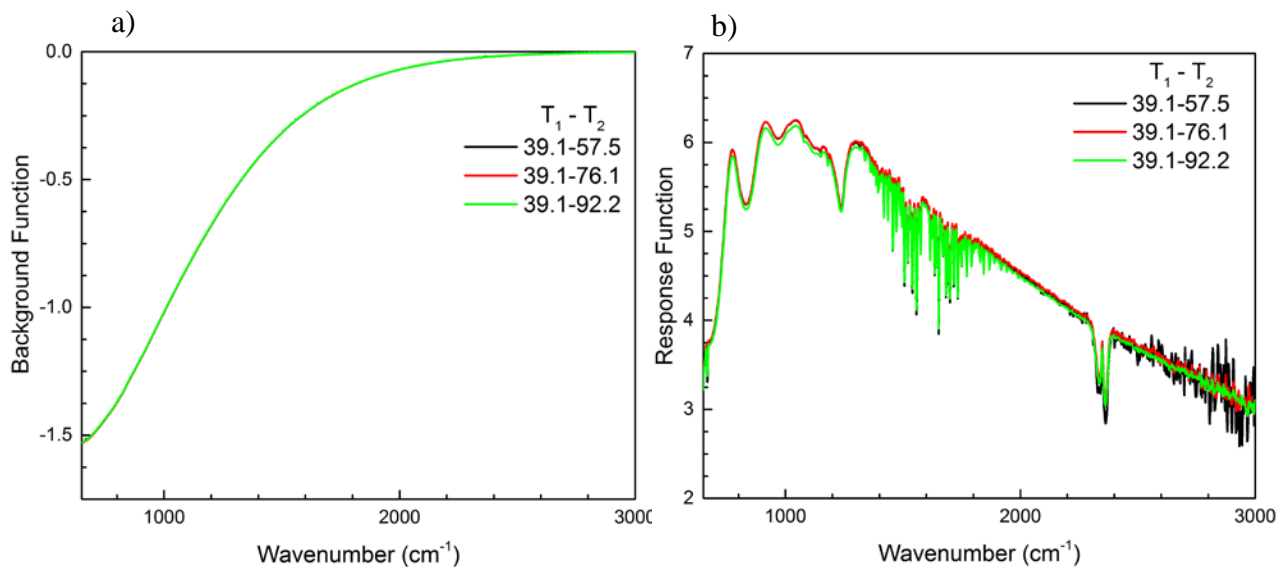 a)
0.0
-0.5
-1.0
-1.5
Background Function
T₁ - T₂
39.1-57.5
39.1-76.1
39.1-92.2
1000
2000
3000
Wavenumber (cm⁻¹)
b)
7
6
5
4
3
2
Response Function
T₁ - T₂
39.1-57.5
39.1-76.1
39.1-92.2
1000
2000
3000
Wavenumber (cm⁻¹)